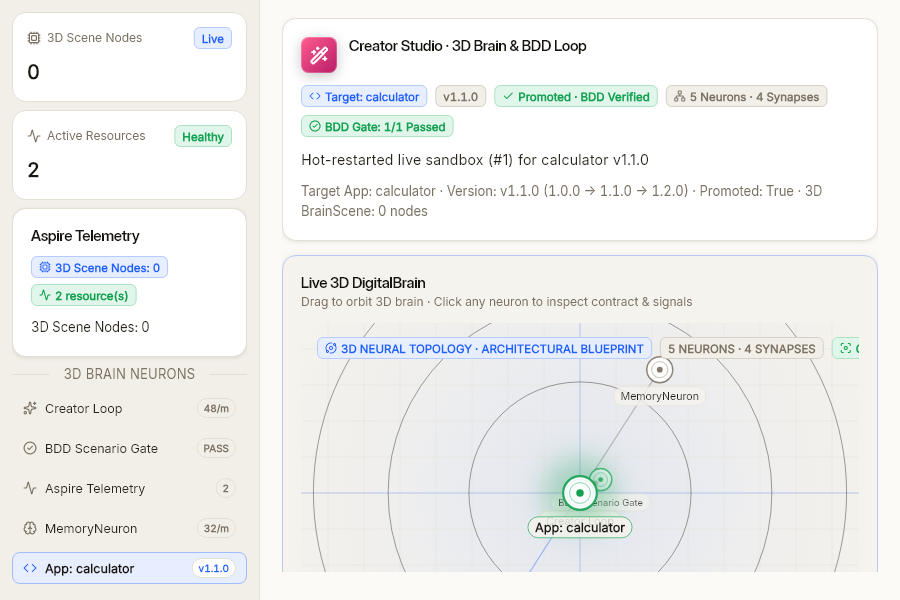 3D Scene Nodes
Live
0
Active Resources
Healthy
2
Aspire Telemetry
3D Scene Nodes: 0
2 resource(s)
3D Scene Nodes: 0
3D BRAIN NEURONS
Creator Loop
48/m
BDD Scenario Gate
PASS
Aspire Telemetry
2
MemoryNeuron
32/m
App: calculator
v1.1.0
Creator Studio · 3D Brain & BDD Loop
Target: calculator
v1.1.0
Promoted · BDD Verified
5 Neurons · 4 Synapses
BDD Gate: 1/1 Passed
Hot-restarted live sandbox (#1) for calculator v1.1.0
Target App: calculator · Version: v1.1.0 (1.0.0 → 1.1.0 → 1.2.0) · Promoted: True · 3D
BrainScene: 0 nodes
Live 3D DigitalBrain
Drag to orbit 3D brain · Click any neuron to inspect contract & signals
3D NEURAL TOPOLOGY · ARCHITECTURAL BLUEPRINT
5 NEURONS · 4 SYNAPSES
MemoryNeuron
Gate
App: calculator